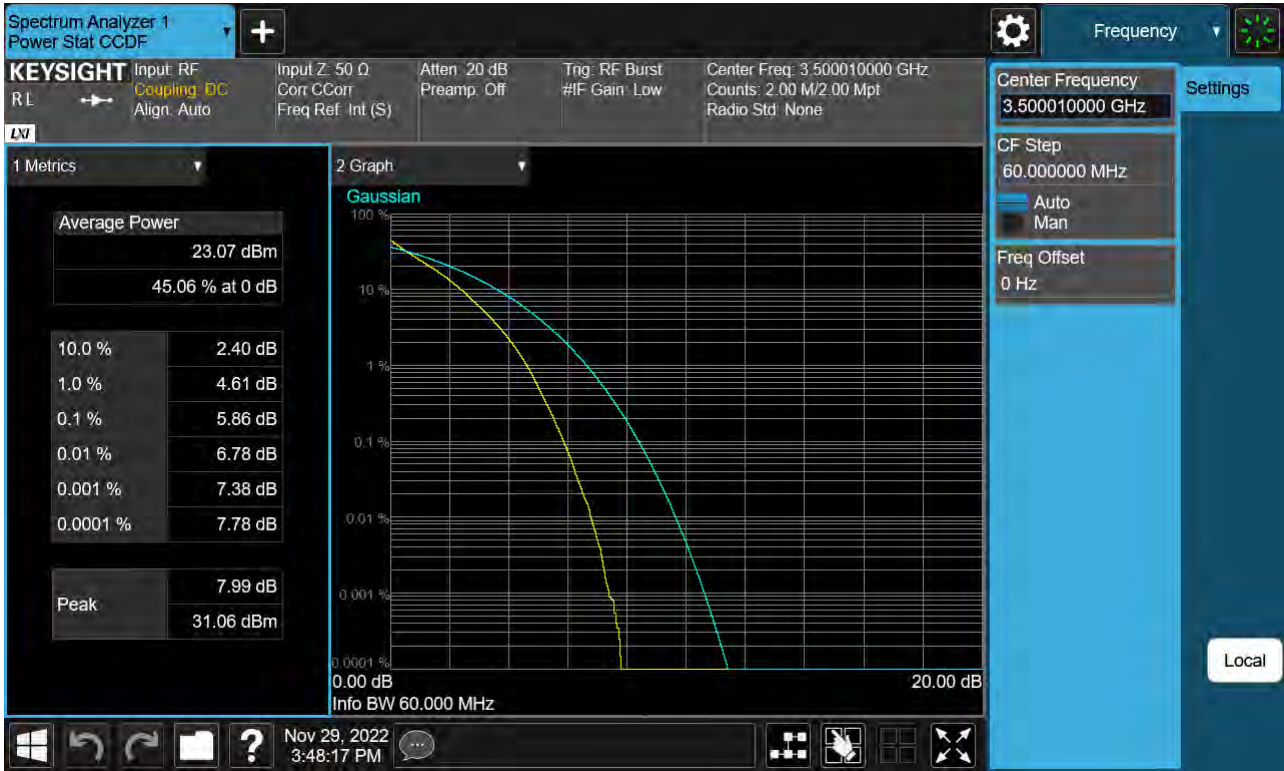 Spectrum Analyzer 1
Power Stat CCDF
+
Frequency
KEYSIGHT
R L
LXI
Input: RF
Coupling: DC
Align: Auto
Input Z: 50 Ω
Corr CCorr
Freq Ref: Int (S)
Atten: 20 dB
Preamp: Off
Trig: RF Burst
#IF Gain: Low
Center Freq: 3.500010000 GHz
Counts: 2.00 M/2.00 Mpt
Radio Std: None
Center Frequency
3.500010000 GHz
Settings
CF Step
60.000000 MHz
Auto
Man
Freq Offset
0 Hz
Local
1 Metrics
Average Power
23.07 dBm
45.06 % at 0 dB
10.0 % 2.40 dB
1.0 % 4.61 dB
0.1 % 5.86 dB
0.01 % 6.78 dB
0.001 % 7.38 dB
0.0001 % 7.78 dB
Peak
7.99 dB
31.06 dBm
2 Graph
Gaussian
100 %
10 %
1 %
0.1 %
0.01 %
0.001 %
0.0001 %
0.00 dB 20.00 dB
Info BW 60.000 MHz
?
Nov 29, 2022
3:48:17 PM